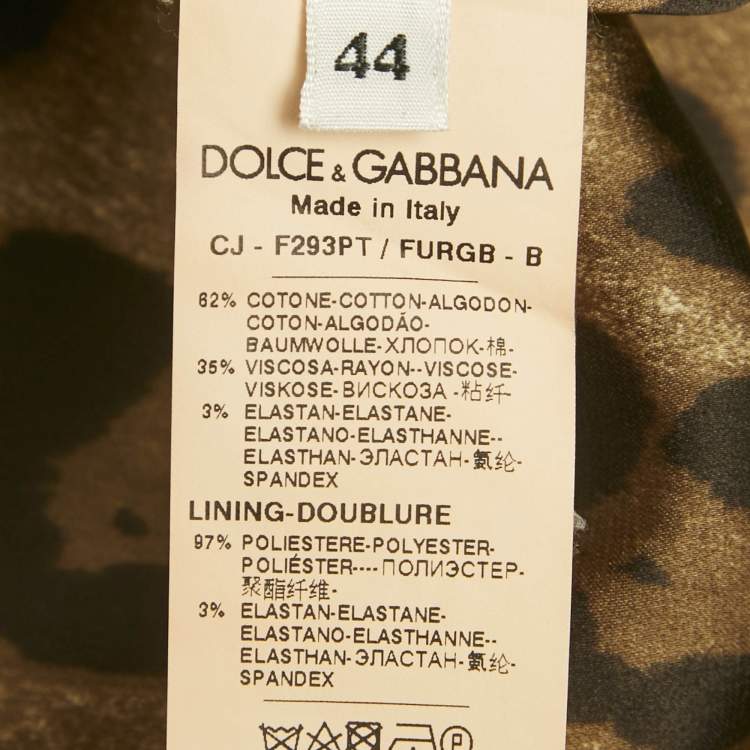 44
DOLCE & GABBANA
Made in Italy
CJ - F293PT / FURGB - B
62% COTONE-COTTON-ALGODON-
COTON-ALGODÃO-
BAUMWOLLE-ХЛОПОК-棉-
35% VISCOSA-RAYON--VISCOSE-
VISKOSE-ВИСКОЗА -粘纤-
3% ELASTAN-ELASTANE-
ELASTANO-ELASTHANNE--
ELASTHAN-ЭЛАСТАН-氨纶-
SPANDEX
LINING-DOUBLURE
97% POLIESTERE-POLYESTER-
POLIÉSTER----ПОЛИЭСТЕР-
聚酯纤维-
3% ELASTAN-ELASTANE-
ELASTANO-ELASTHANNE--
ELASTHAN-ЭЛАСТАН-氨纶-
SPANDEX
P